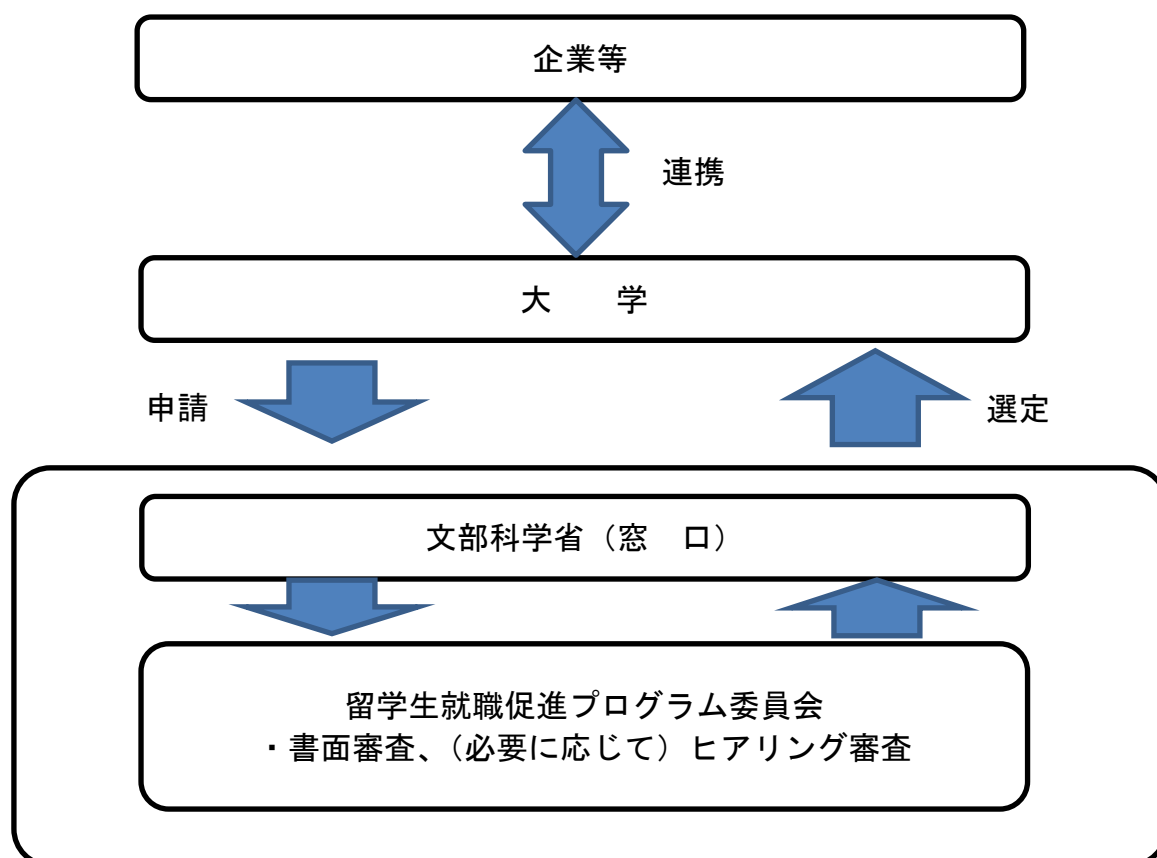 企業等
連携
大　　学
申請
選定
文部科学省（窓　口）
留学生就職促進プログラム委員会
・書面審査、（必要に応じて）ヒアリング審査